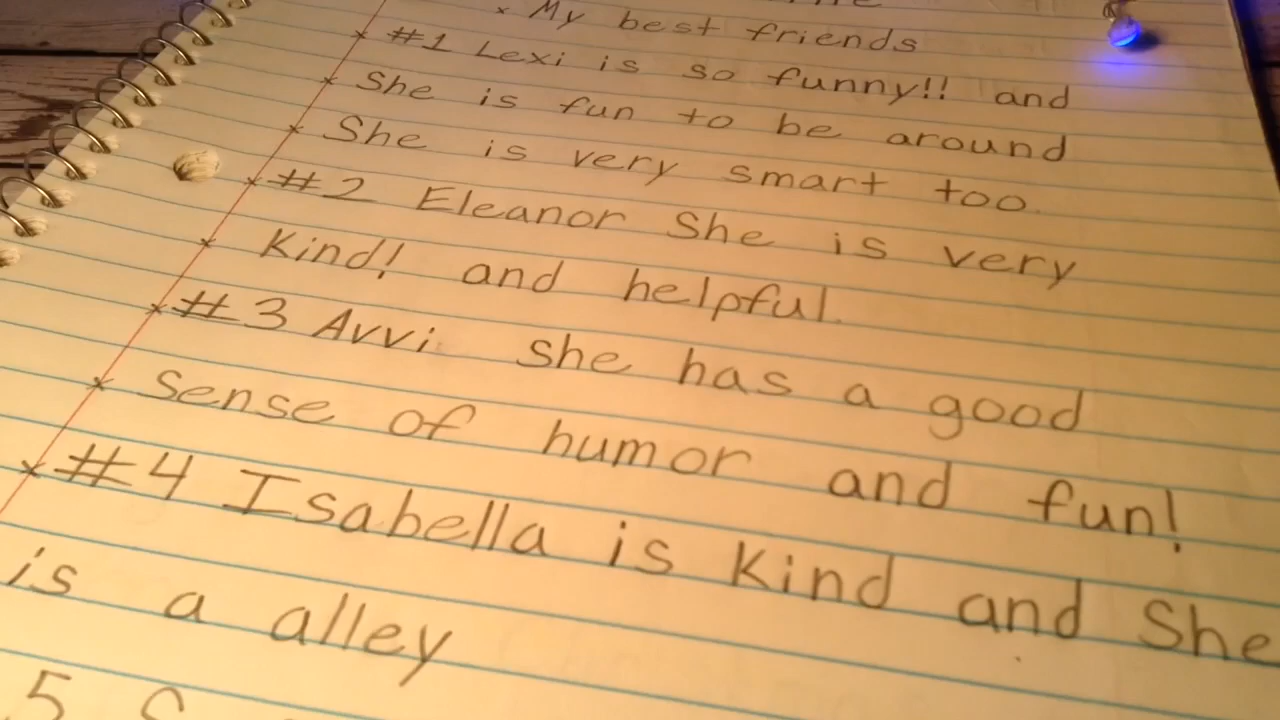 My best friends
#1 Lexi is so funny!! and
She is fun to be around
She is very smart too.
#2 Eleanor She is very
Kind! and helpful.
#3 Avvi she has a good
Sense of humor and fun!
#4 Isabella is Kind and She
is a alley
5